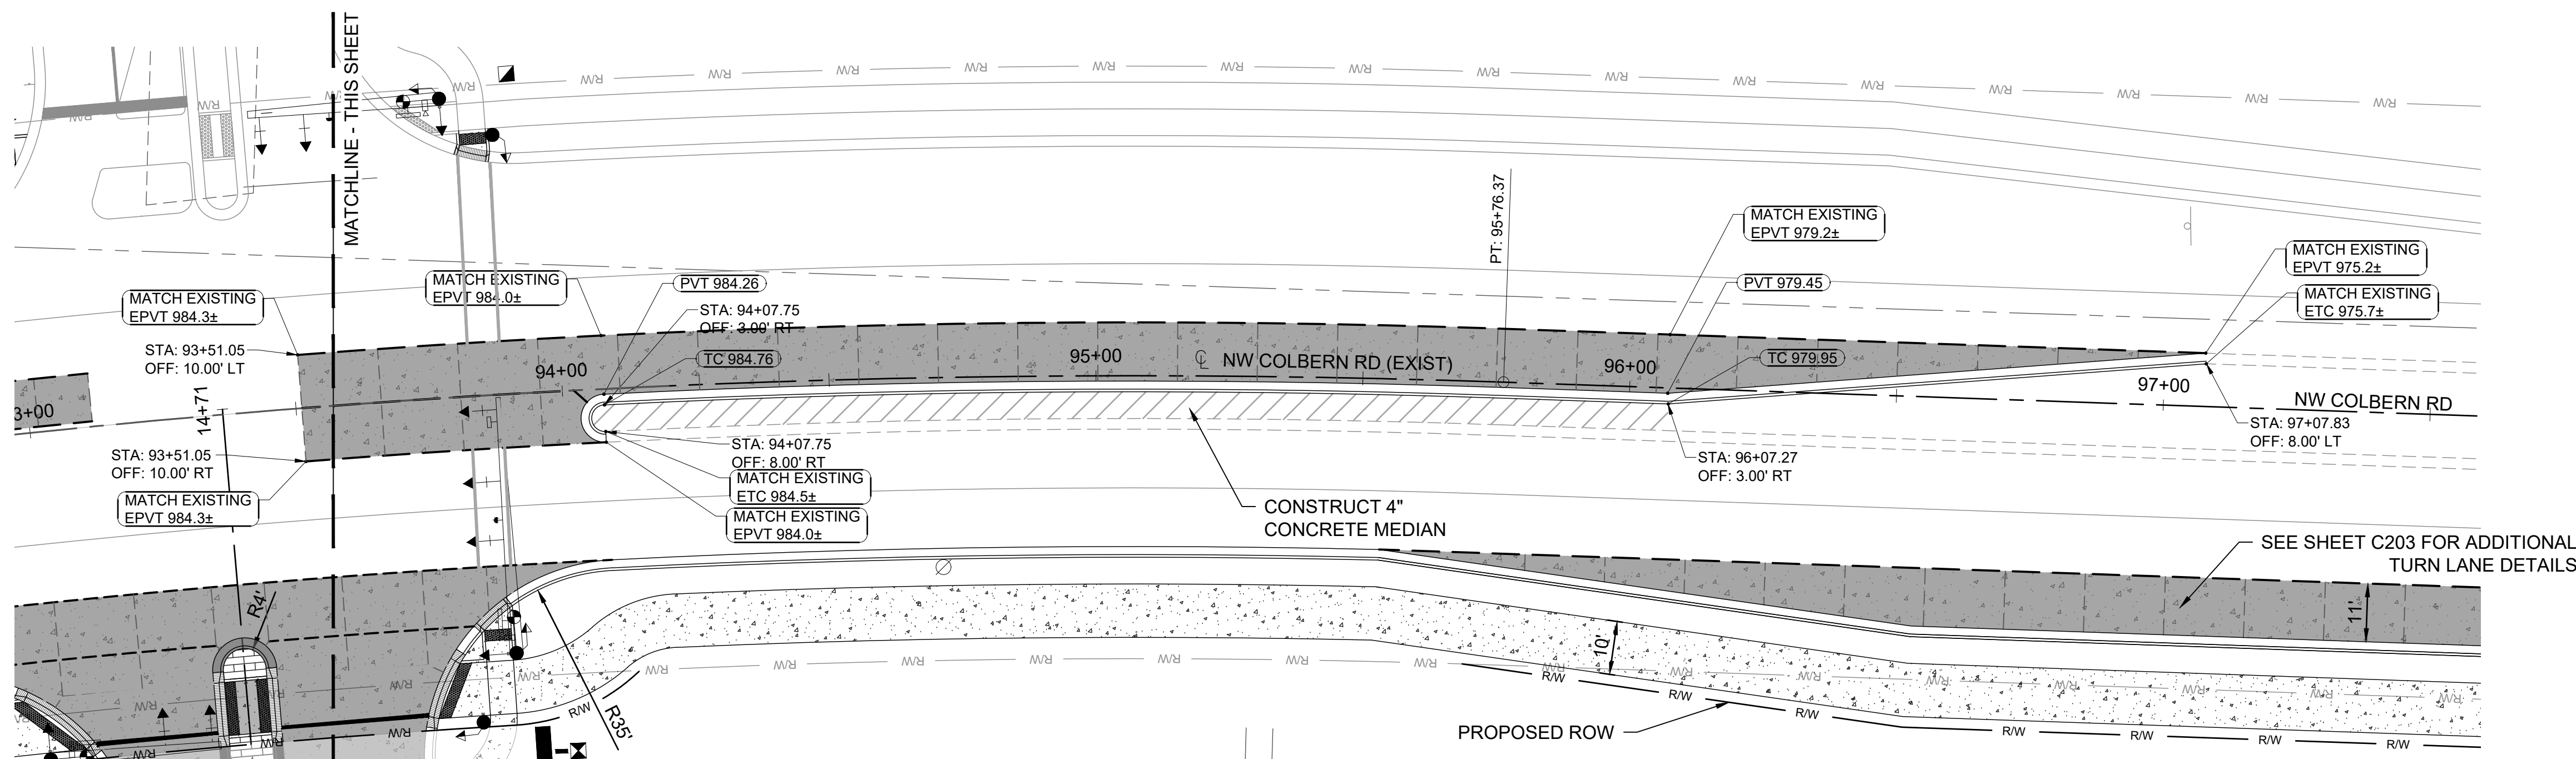 MATCHLINE - THIS SHEET
R/W R/W R/W R/W R/W R/W R/W R/W R/W R/W R/W R/W R/W R/W R/W R/W
R/W
R/W
R/W
PT: 95+76.37
MATCH EXISTING
EPVT 979.2±
MATCH EXISTING
EPVT 975.2±
MATCH EXISTING
ETC 975.7±
MATCH EXISTING
EPVT 984.3±
MATCH EXISTING
EPVT 984.0±
PVT 984.26
PVT 979.45
STA: 94+07.75
OFF: 3.00' RT
STA: 93+51.05
OFF: 10.00' LT
TC 984.76
TC 979.95
94+00
95+00
℄ NW COLBERN RD (EXIST)
96+00
97+00
NW COLBERN RD
3+00
14+71
STA: 97+07.83
OFF: 8.00' LT
STA: 93+51.05
OFF: 10.00' RT
STA: 94+07.75
OFF: 8.00' RT
STA: 96+07.27
OFF: 3.00' RT
MATCH EXISTING
EPVT 984.3±
MATCH EXISTING
ETC 984.5±
MATCH EXISTING
EPVT 984.0±
CONSTRUCT 4"
CONCRETE MEDIAN
SEE SHEET C203 FOR ADDITIONAL
TURN LANE DETAILS
R4'
11'
10'
R35'
R/W R/W R/W R/W R/W R/W R/W R/W R/W R/W R/W R/W R/W R/W R/W R/W R/W R/W
R/W
R/W R/W R/W R/W R/W R/W R/W
PROPOSED ROW
R/W R/W R/W